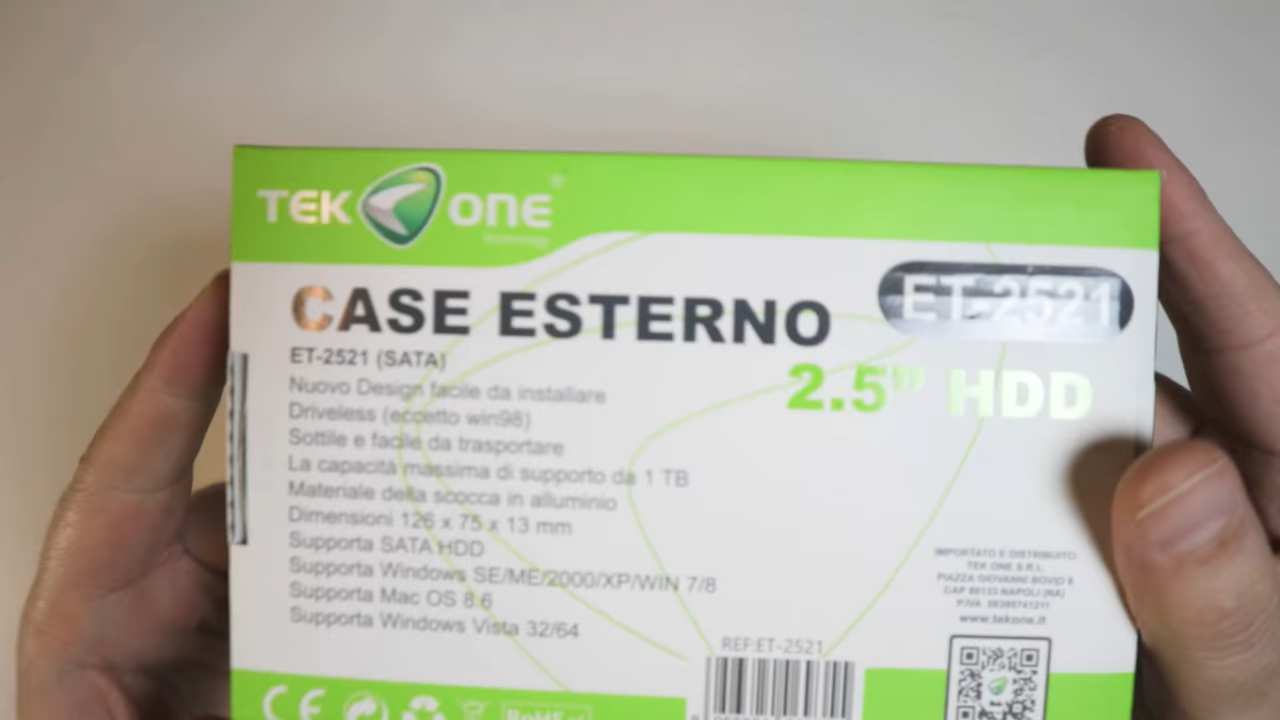 TEK ONE
CASE ESTERNO
ET-2521
ET-2521 (SATA)
2.5” HDD
Nuovo Design facile da installare
Driveless (eccetto win98)
Sottile e facile da trasportare
La capacità massima di supporto da 1 TB
Materiale della scocca in alluminio
Dimensioni 126 x 75 x 13 mm
Supporta SATA HDD
Supporta Windows SE/ME/2000/XP/WIN 7/8
Supporta Mac OS 8.6
Supporta Windows Vista 32/64
IMPORTATO E DISTRIBUITO:
TEK ONE S.R.L.
PIAZZA GIOVANNI BOVIO 8
CAP 80133 NAPOLI (NA)
P.IVA
www.tekone.it
REF:ET-2521
CE
RoHS